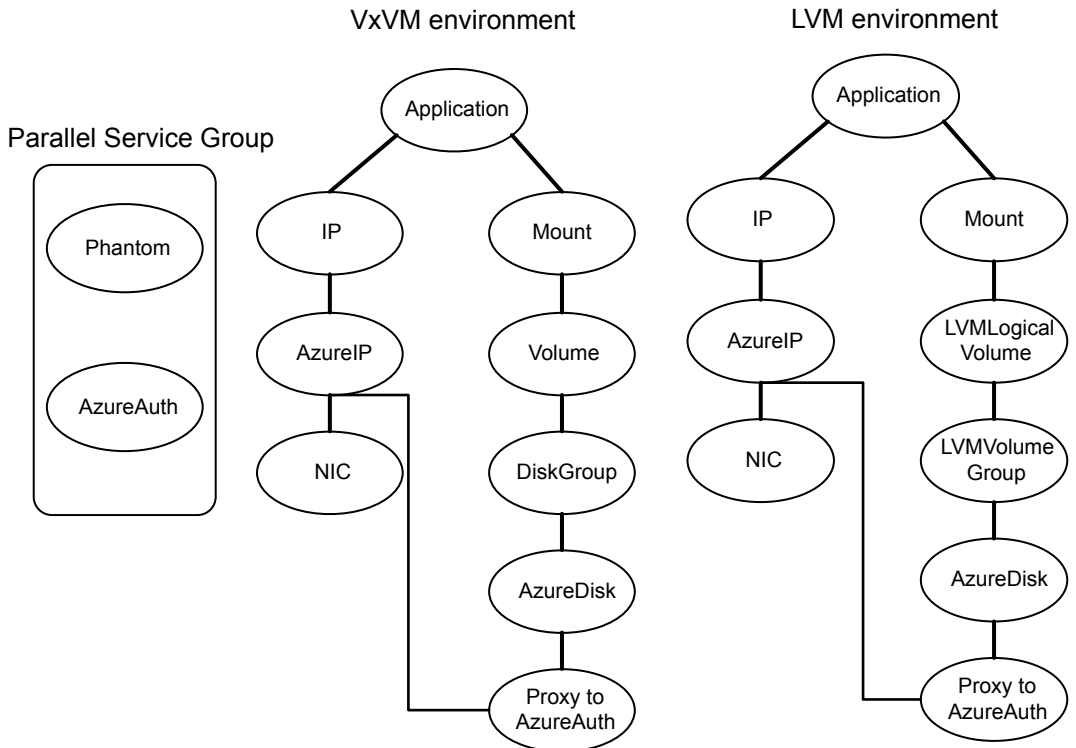 VxVM environment
LVM environment
Parallel Service Group
Phantom
AzureAuth
Application
IP
Mount
AzureIP
Volume
NIC
DiskGroup
AzureDisk
Proxy to
AzureAuth
Application
IP
Mount
AzureIP
LVMLogical
Volume
NIC
LVMVolume
Group
AzureDisk
Proxy to
AzureAuth